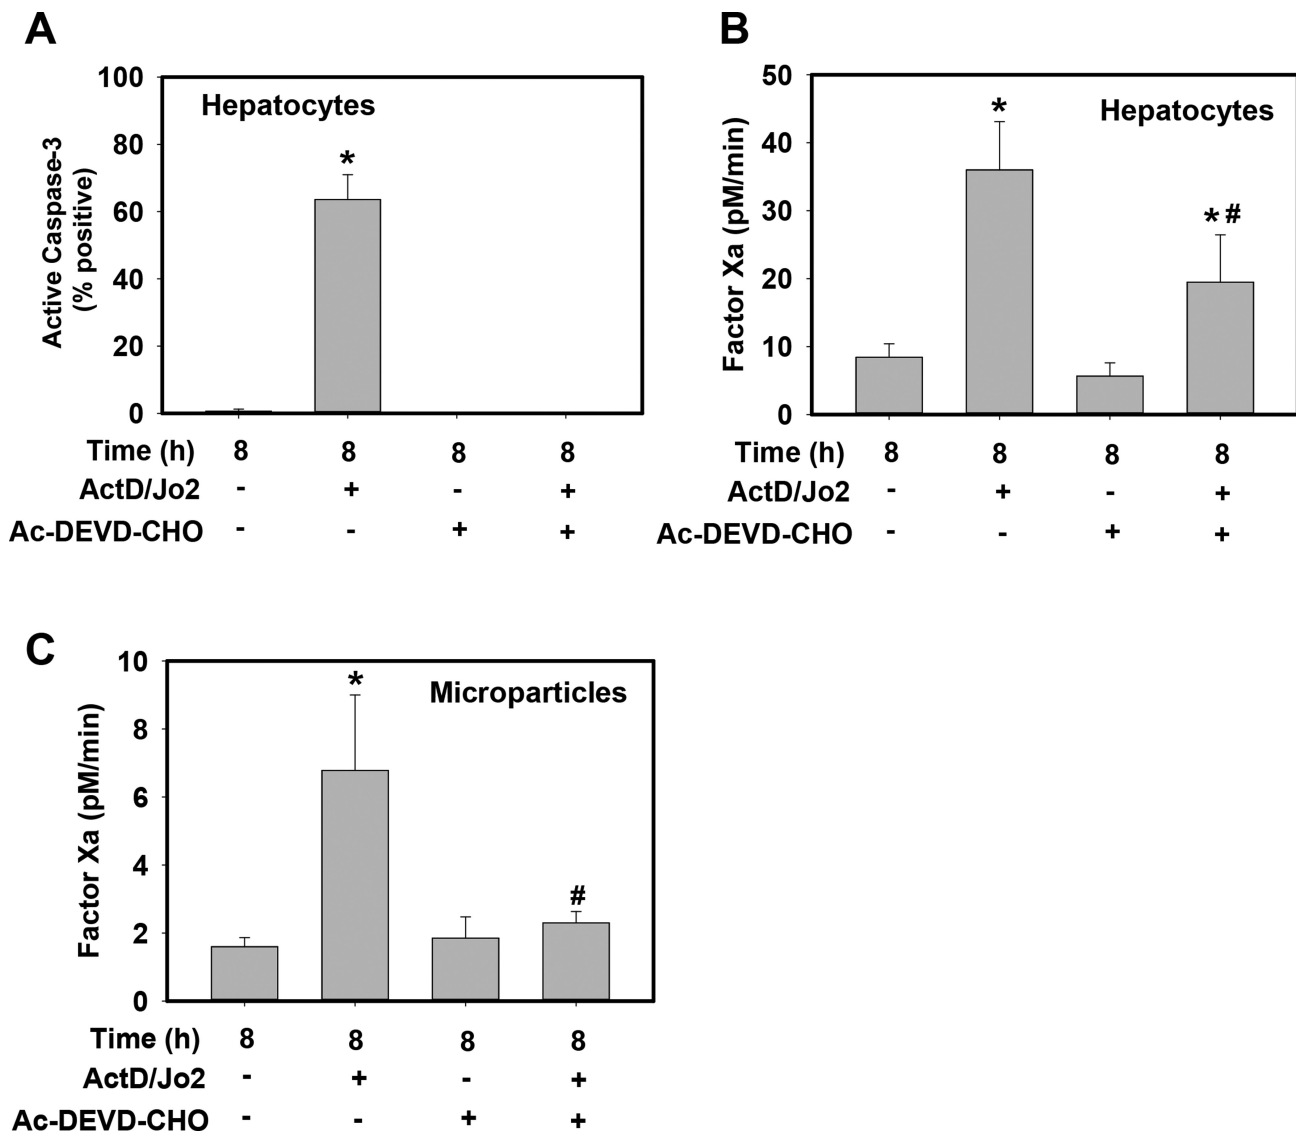 A
100
80
60
40
20
0
Active Caspase-3
(% positive)
Hepatocytes
*
Time (h) 8 8 8 8
ActD/Jo2 - + - +
Ac-DEVD-CHO - - + +
B
50
40
30
20
10
0
Factor Xa (pM/min)
Hepatocytes
*
* #
Time (h) 8 8 8 8
ActD/Jo2 - + - +
Ac-DEVD-CHO - - + +
C
10
8
6
4
2
0
Factor Xa (pM/min)
Microparticles
*
#
Time (h) 8 8 8 8
ActD/Jo2 - + - +
Ac-DEVD-CHO - - + +